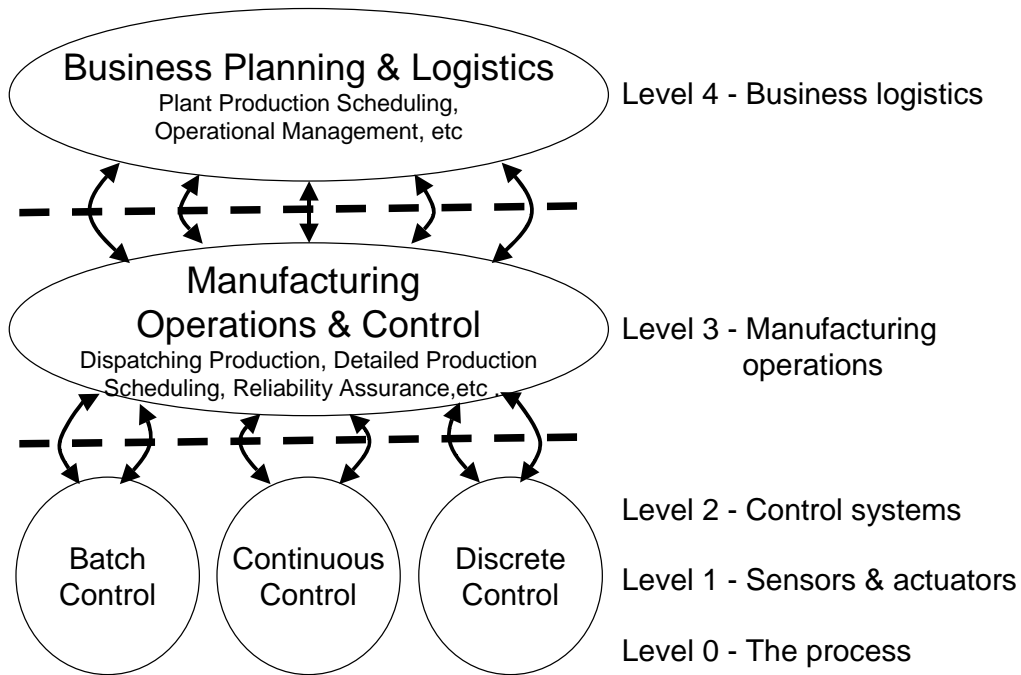 Business Planning & Logistics
Plant Production Scheduling,
Operational Management, etc
Level 4 - Business logistics
Manufacturing
Operations & Control
Dispatching Production, Detailed Production
Scheduling, Reliability Assurance,etc .
Level 3 - Manufacturing
operations
Batch
Control
Continuous
Control
Discrete
Control
Level 2 - Control systems
Level 1 - Sensors & actuators
Level 0 - The process